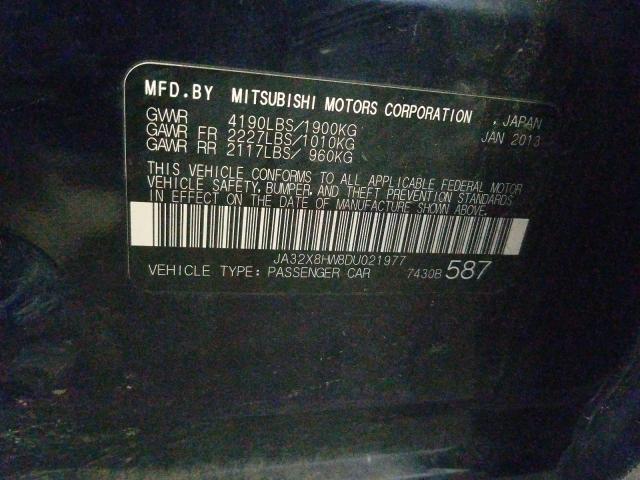 MFD.BY MITSUBISHI MOTORS CORPORATION , JAPAN
GWWR 4190LBS/1900KG JAN 2013
GAWR FR 2227LBS/1010KG
GAWR RR 2117LBS/ 960KG
THIS VEHICLE CONFORMS TO ALL APPLICABLE FEDERAL MOTOR
VEHICLE SAFETY, BUMPER, AND THEFT PREVENTION STANDARDS
IN EFFECT ON THE DATE OF MANUFACTURE SHOWN ABOVE.
JA32X8HW8DU021977
VEHICLE TYPE: PASSENGER CAR 7430B 587